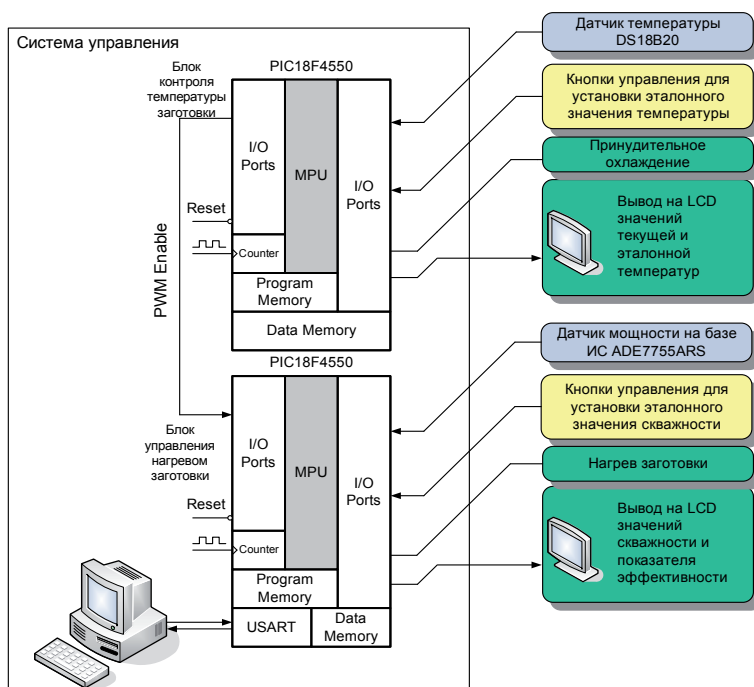 Система управления
PIC18F4550
Блок
контроля
температуры
заготовки
I/O
Ports
MPU
I/O
Ports
Reset
Counter
Program
Memory
Data Memory
PWM Enable
PIC18F4550
Блок
управления
нагревом
заготовки
I/O
Ports
MPU
I/O
Ports
Reset
Counter
Program
Memory
USART
Data
Memory
Датчик температуры
DS18B20
Кнопки управления для
установки эталонного
значения температуры
Принудительное
охлаждение
Вывод на LCD
значений
текущей и
эталонной
температур
Датчик мощности на базе
ИС ADE7755ARS
Кнопки управления для
установки эталонного
значения скважности
Нагрев заготовки
Вывод на LCD
значений
скважности и
показателя
эффективности